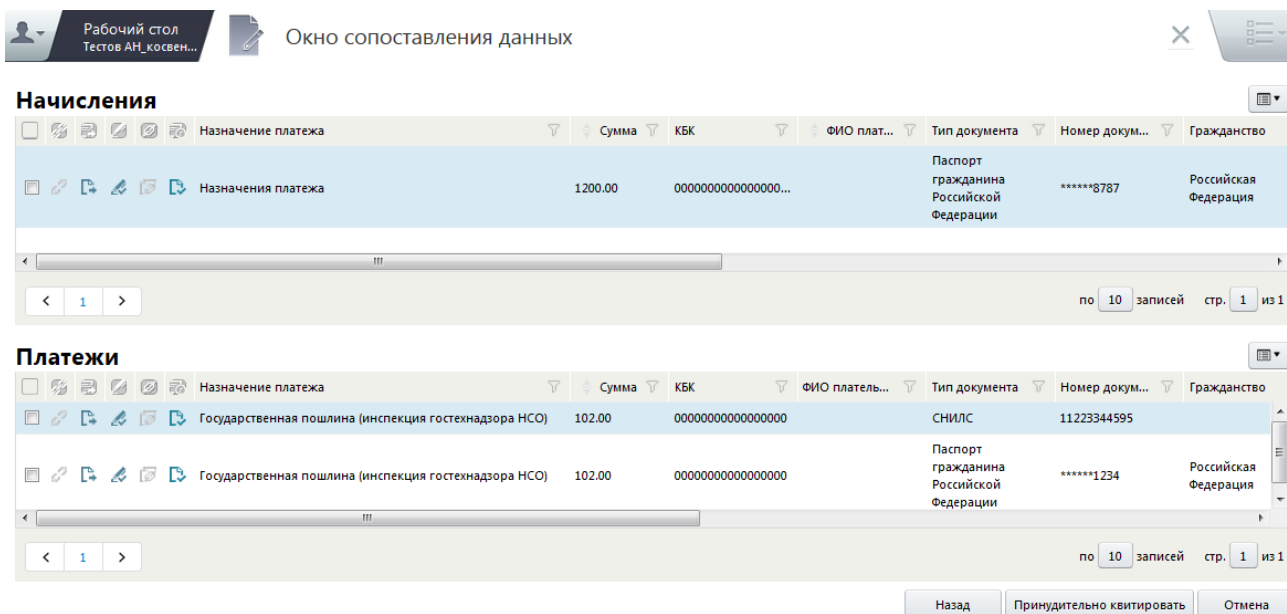 Рабочий стол
Тестов АН_косвен...
Окно сопоставления данных
Начисления
Назначение платежа Сумма КБК ФИО плат... Тип документа Номер докум... Гражданство
Назначения платежа 1200.00 0000000000000000... Паспорт гражданина Российской Федерации ******8787 Российская Федерация
< 1 > по 10 записей стр. 1 из 1
Платежи
Назначение платежа Сумма КБК ФИО платель... Тип документа Номер докум... Гражданство
Государственная пошлина (инспекция гостехнадзора НСО) 102.00 00000000000000000 СНИЛС 11223344595
Государственная пошлина (инспекция гостехнадзора НСО) 102.00 00000000000000000 Паспорт гражданина Российской Федерации ******1234 Российская Федерация
< 1 > по 10 записей стр. 1 из 1
Назад Принудительно квитировать Отмена